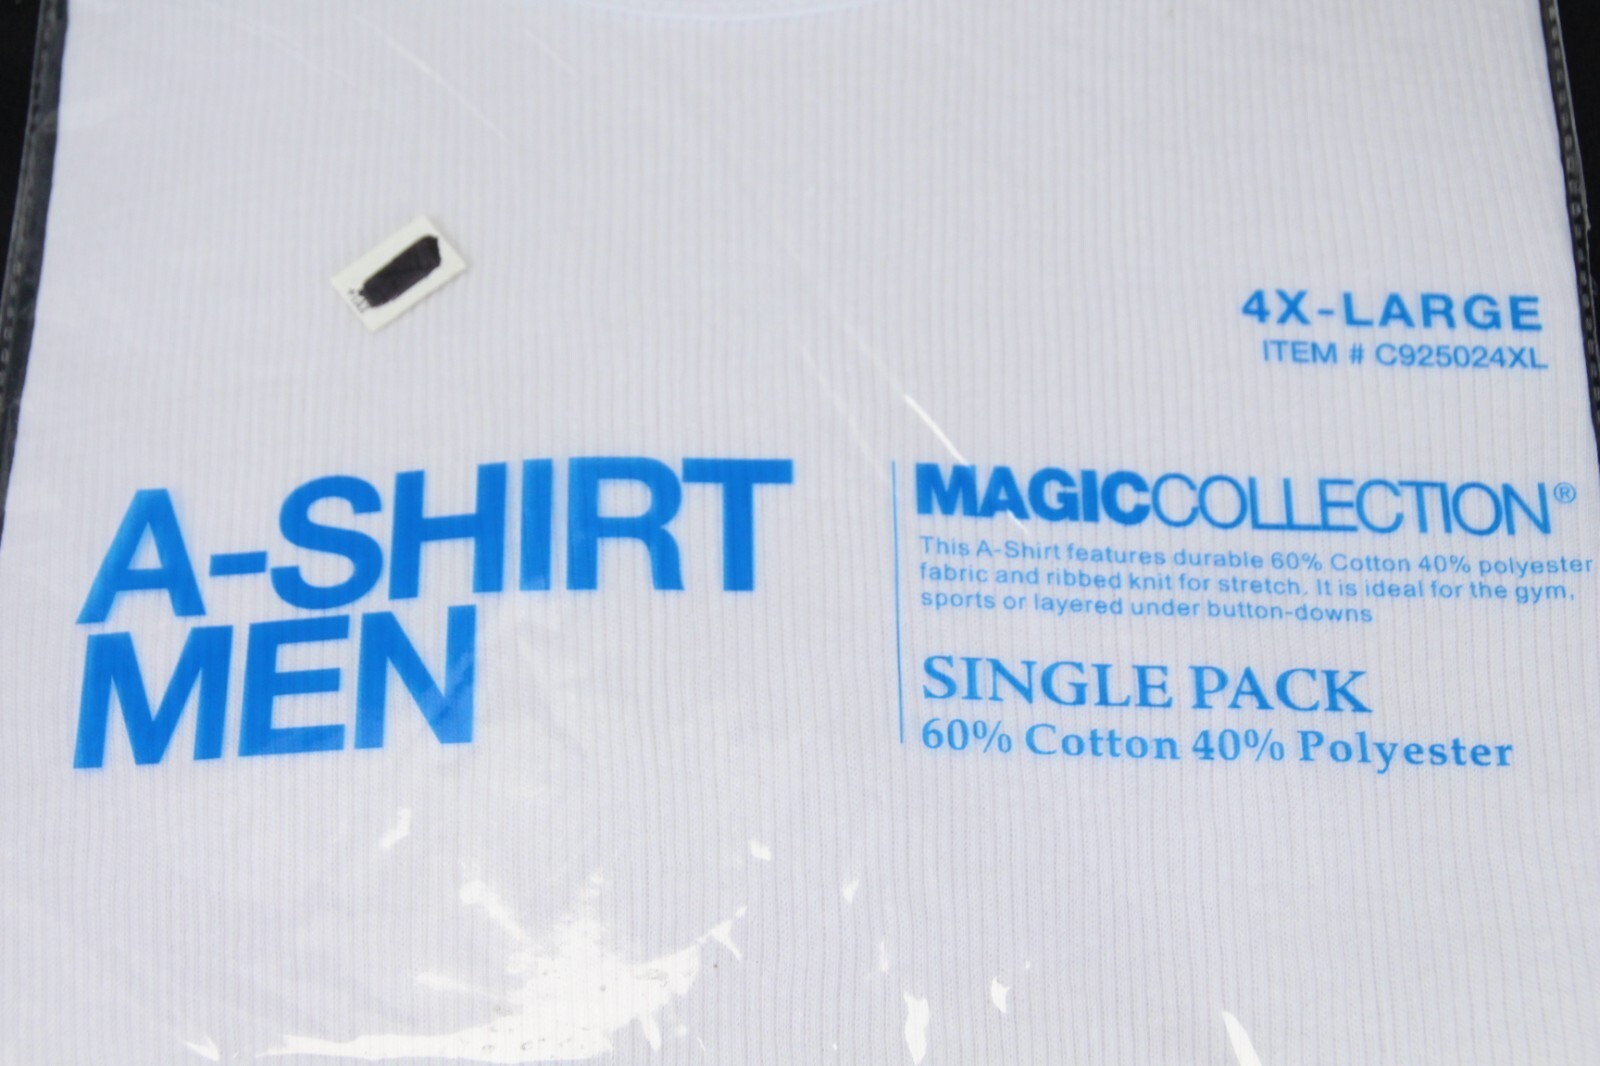 4X-LARGE
ITEM # C925024XL
A-SHIRT
MEN
MAGICCOLLECTION®
This A-Shirt features durable 60% Cotton 40% polyester
fabric and ribbed knit for stretch. It is ideal for the gym,
sports or layered under button-downs
SINGLE PACK
60% Cotton 40% Polyester